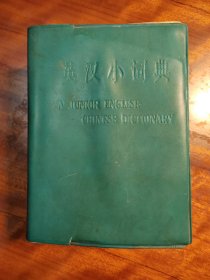 英汉小词典
A JUNIOR ENGLISH
CHINESE DICTIONARY